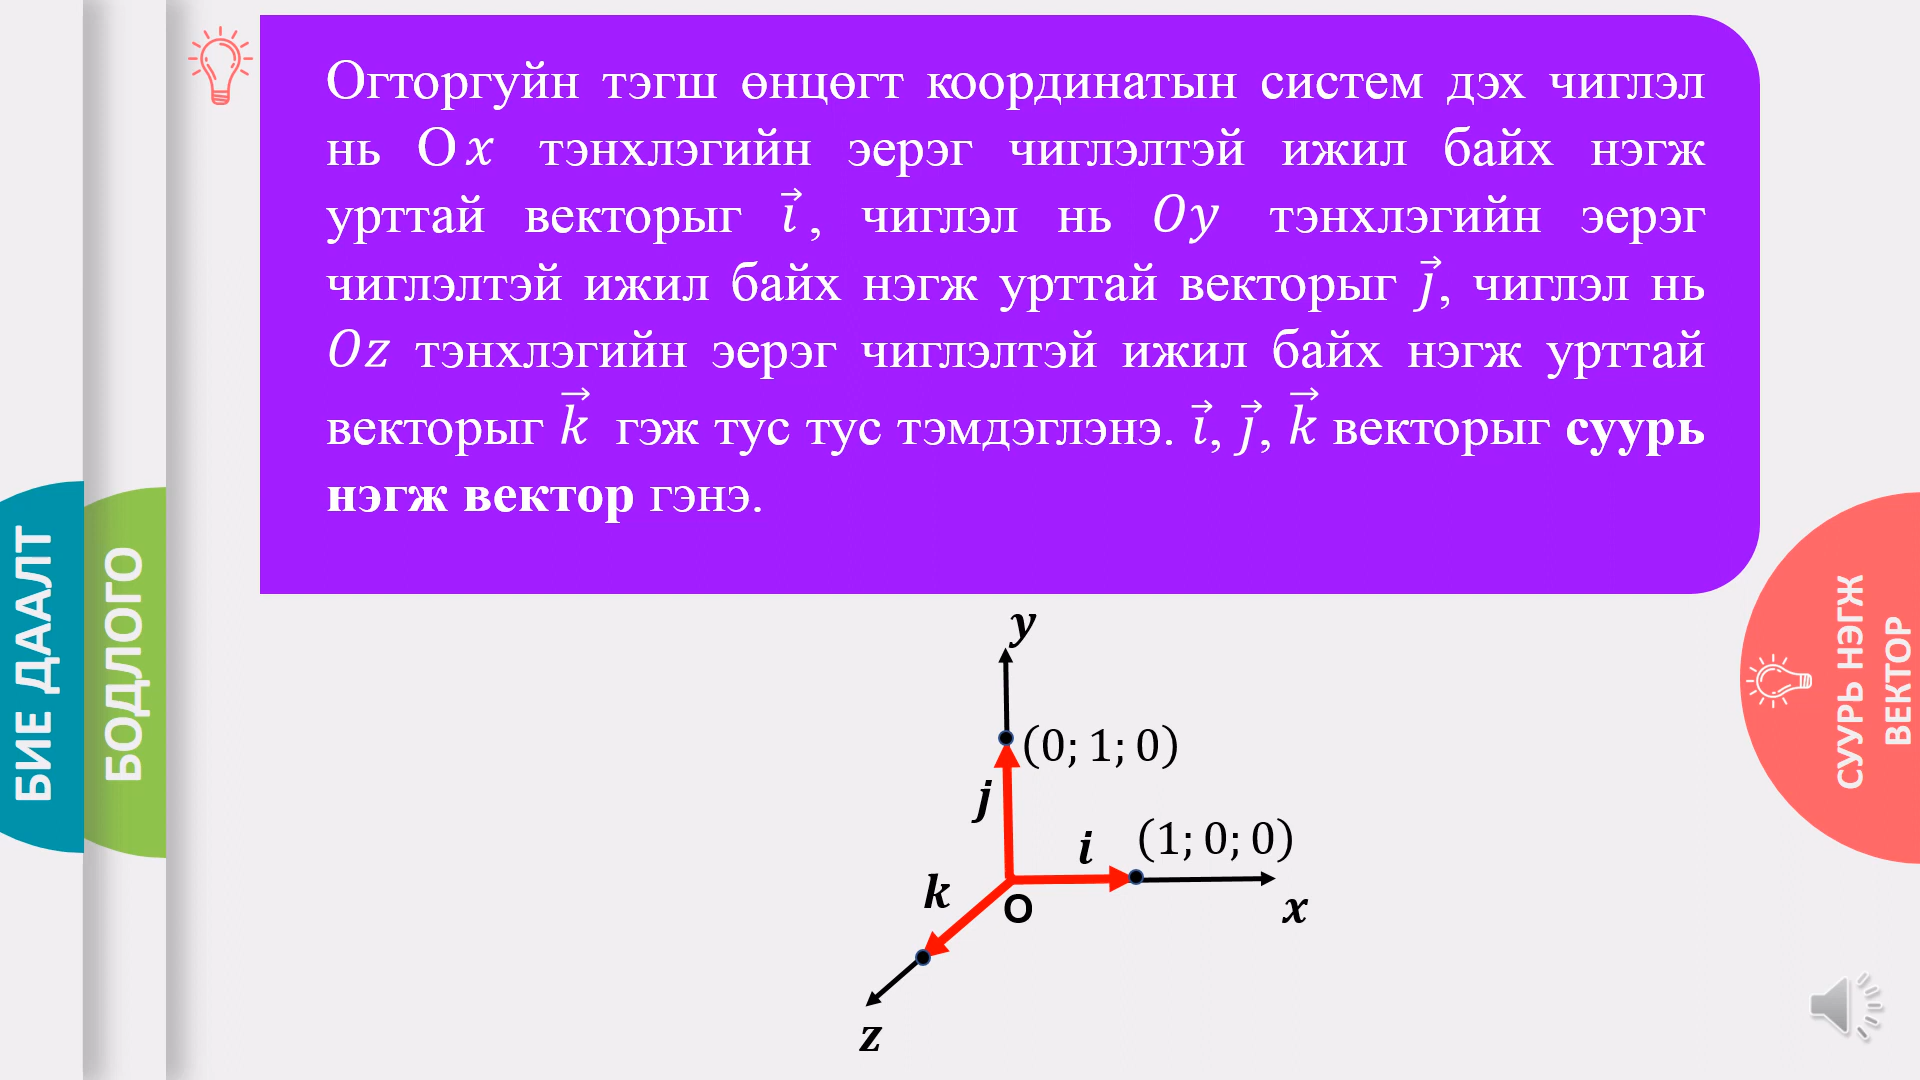 Огторгуйн тэгш өнцөгт координатын систем дэх чиглэл
нь Ох тэнхлэгийн эерэг чиглэлтэй ижил байх нэгж
урттай векторыг i⃗, чиглэл нь Oy тэнхлэгийн эерэг
чиглэлтэй ижил байх нэгж урттай векторыг j⃗, чиглэл нь
Oz тэнхлэгийн эерэг чиглэлтэй ижил байх нэгж урттай
векторыг k⃗ гэж тус тус тэмдэглэнэ. i⃗, j⃗, k⃗ векторыг суурь
нэгж вектор гэнэ.
БИЕ ДААЛТ
БОДЛОГО
y
(0; 1; 0)
j
i
(1; 0; 0)
k
O
x
z
СУУРЬ НЭГЖ
ВЕКТОР